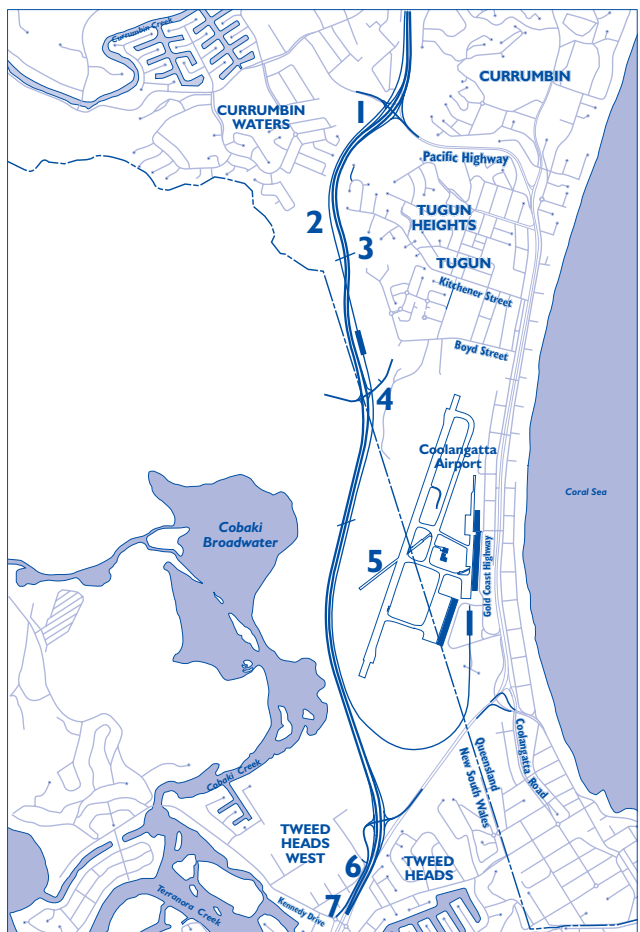 Currumbin Creek
CURRUMBIN
CURRUMBIN
WATERS
1
Pacific Highway
2
3
TUGUN
HEIGHTS
TUGUN
Kitchener Street
Boyd Street
4
Coolangatta
Airport
Coral Sea
Cobaki
Broadwater
5
Gold Coast Highway
Coolangatta Road
Queensland
New South Wales
Cobaki Creek
TWEED
HEADS
WEST
6
TWEED
HEADS
7
Terranora Creek
Kennedy Drive